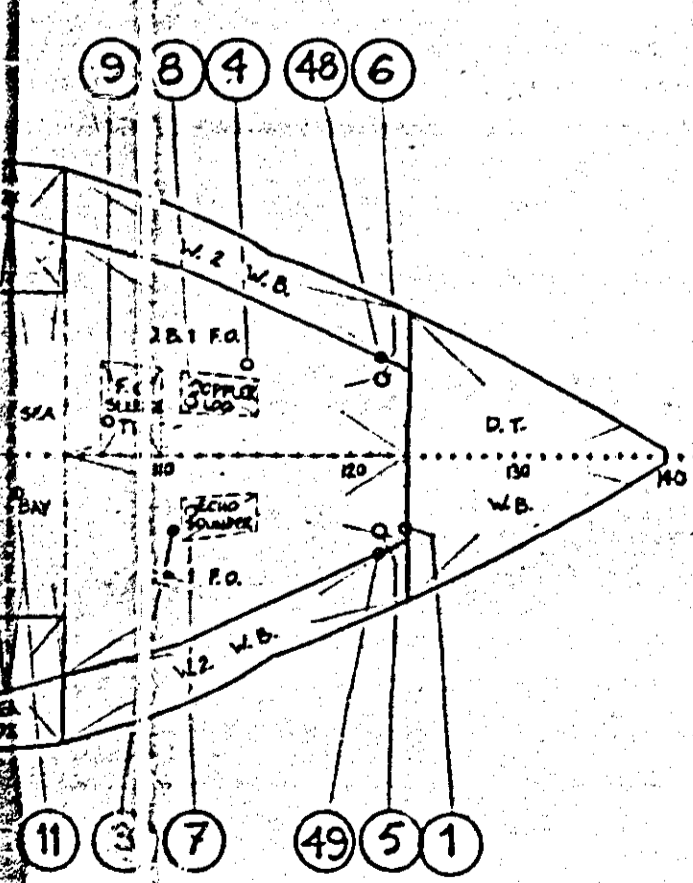 9 8 4 48 6
W.2 W.B.
2 B. 1 F.O.
DOPPLER
LOG
SEA
D.T.
110 120 130 140
W.B.
BAY
ECHO
SOUNDER
F.O.
W.2 W.B.
11 3 7 49 5 1